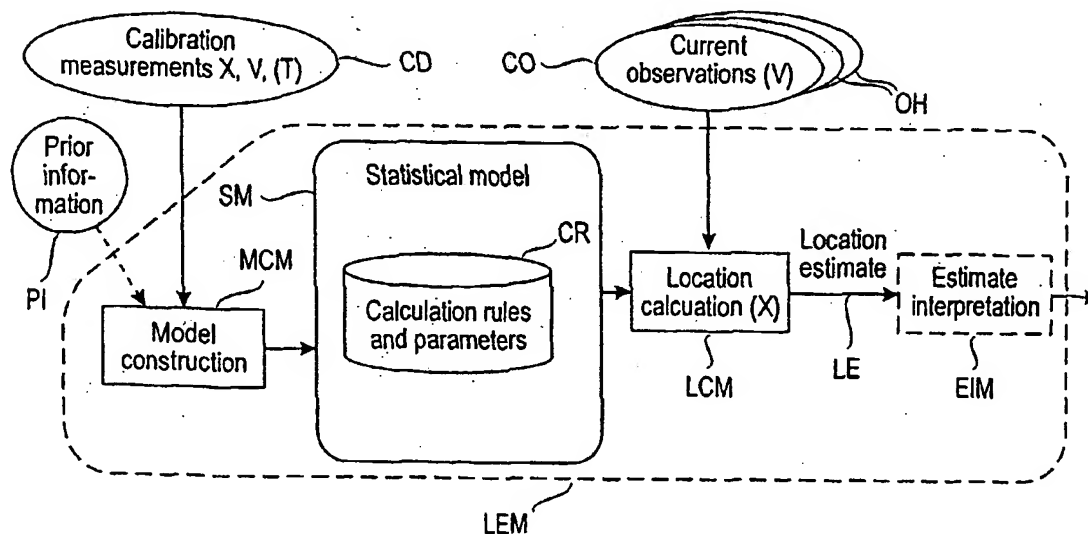 Calibration
measurements X, V, (T)
CD
CO
Current
observations (V)
OH
Prior
infor-
mation
PI
SM
Statistical model
CR
Calculation rules
and parameters
MCM
Model
construction
Location
calcuation (X)
LCM
Location
estimate
LE
Estimate
interpretation
EIM
LEM